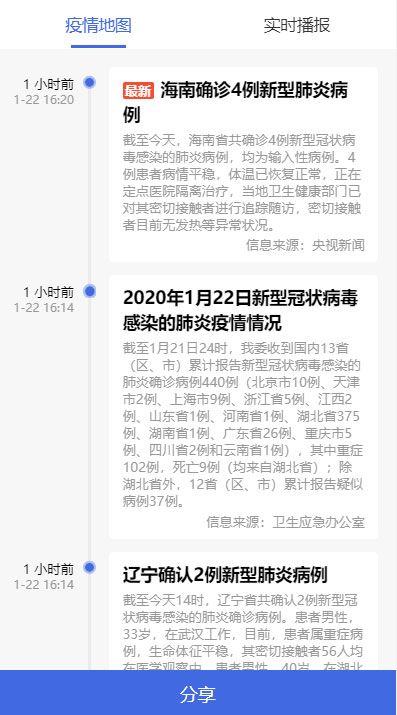 疫情地图
实时播报
1 小时前
1-22 16:20
最新 海南确诊4例新型肺炎病
例
截至今天，海南省共确诊4例新型冠状病
毒感染的肺炎病例，均为输入性病例。4
例患者病情平稳，体温已恢复正常，正在
定点医院隔离治疗，当地卫生健康部门已
对其密切接触者进行追踪随访，密切接触
者目前无发热等异常状况。
信息来源：央视新闻
1 小时前
1-22 16:14
2020年1月22日新型冠状病毒
感染的肺炎疫情情况
截至1月21日24时，我委收到国内13省
（区、市）累计报告新型冠状病毒感染的
肺炎确诊病例440例（北京市10例、天津
市2例、上海市9例、浙江省5例、江西2
例、山东省1例、河南省1例、湖北省375
例、湖南省1例、广东省26例、重庆市5
例、四川省2例和云南省1例），其中重症
102例，死亡9例（均来自湖北省）；除
湖北省外，12省（区、市）累计报告疑似
病例37例。
信息来源：卫生应急办公室
1 小时前
1-22 16:14
辽宁确认2例新型肺炎病例
截至今天14时，辽宁省共确认2例新型冠
状病毒感染的肺炎确诊病例。患者男性，
33岁，在武汉工作，目前，患者属重症病
例，生命体征平稳，其密切接触者56人均
在医学观察中。患者男性，40岁，在湖北
分享